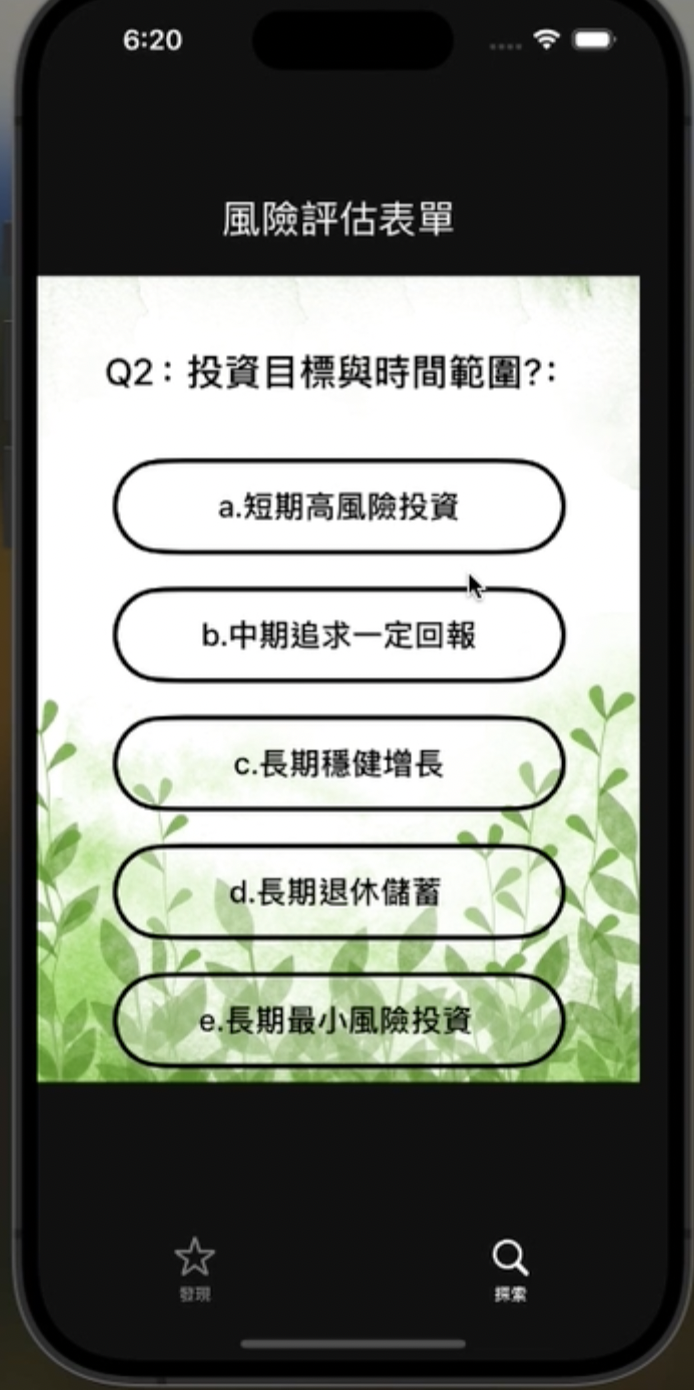 6:20
風險評估表單
Q2：投資目標與時間範圍?:
a.短期高風險投資
b.中期追求一定回報
c.長期穩健增長
d.長期退休儲蓄
e.長期最小風險投資
發現
探索